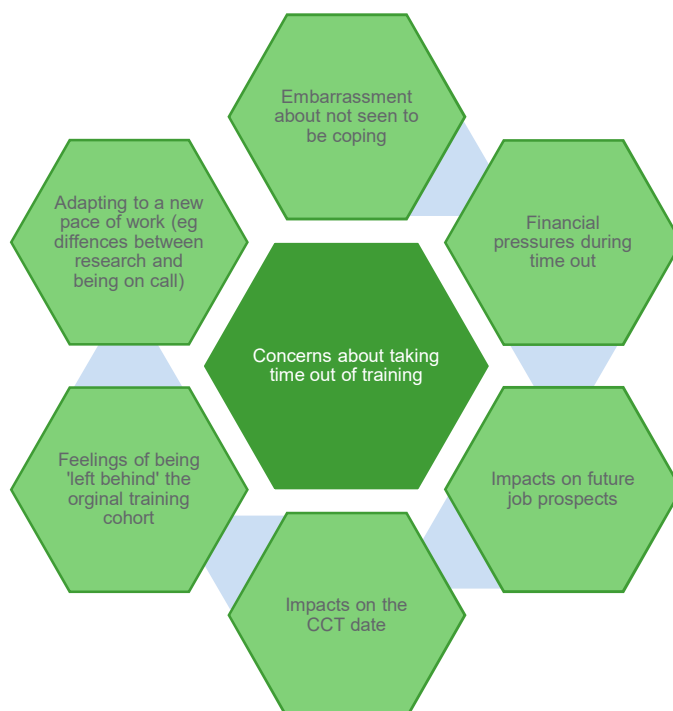 Embarrassment
about not seen to
be coping
Financial
pressures during
time out
Impacts on future
job prospects
Impacts on the
CCT date
Feelings of being
'left behind' the
orginal training
cohort
Adapting to a new
pace of work (eg
diffences between
research and
being on call)
Concerns about taking
time out of training